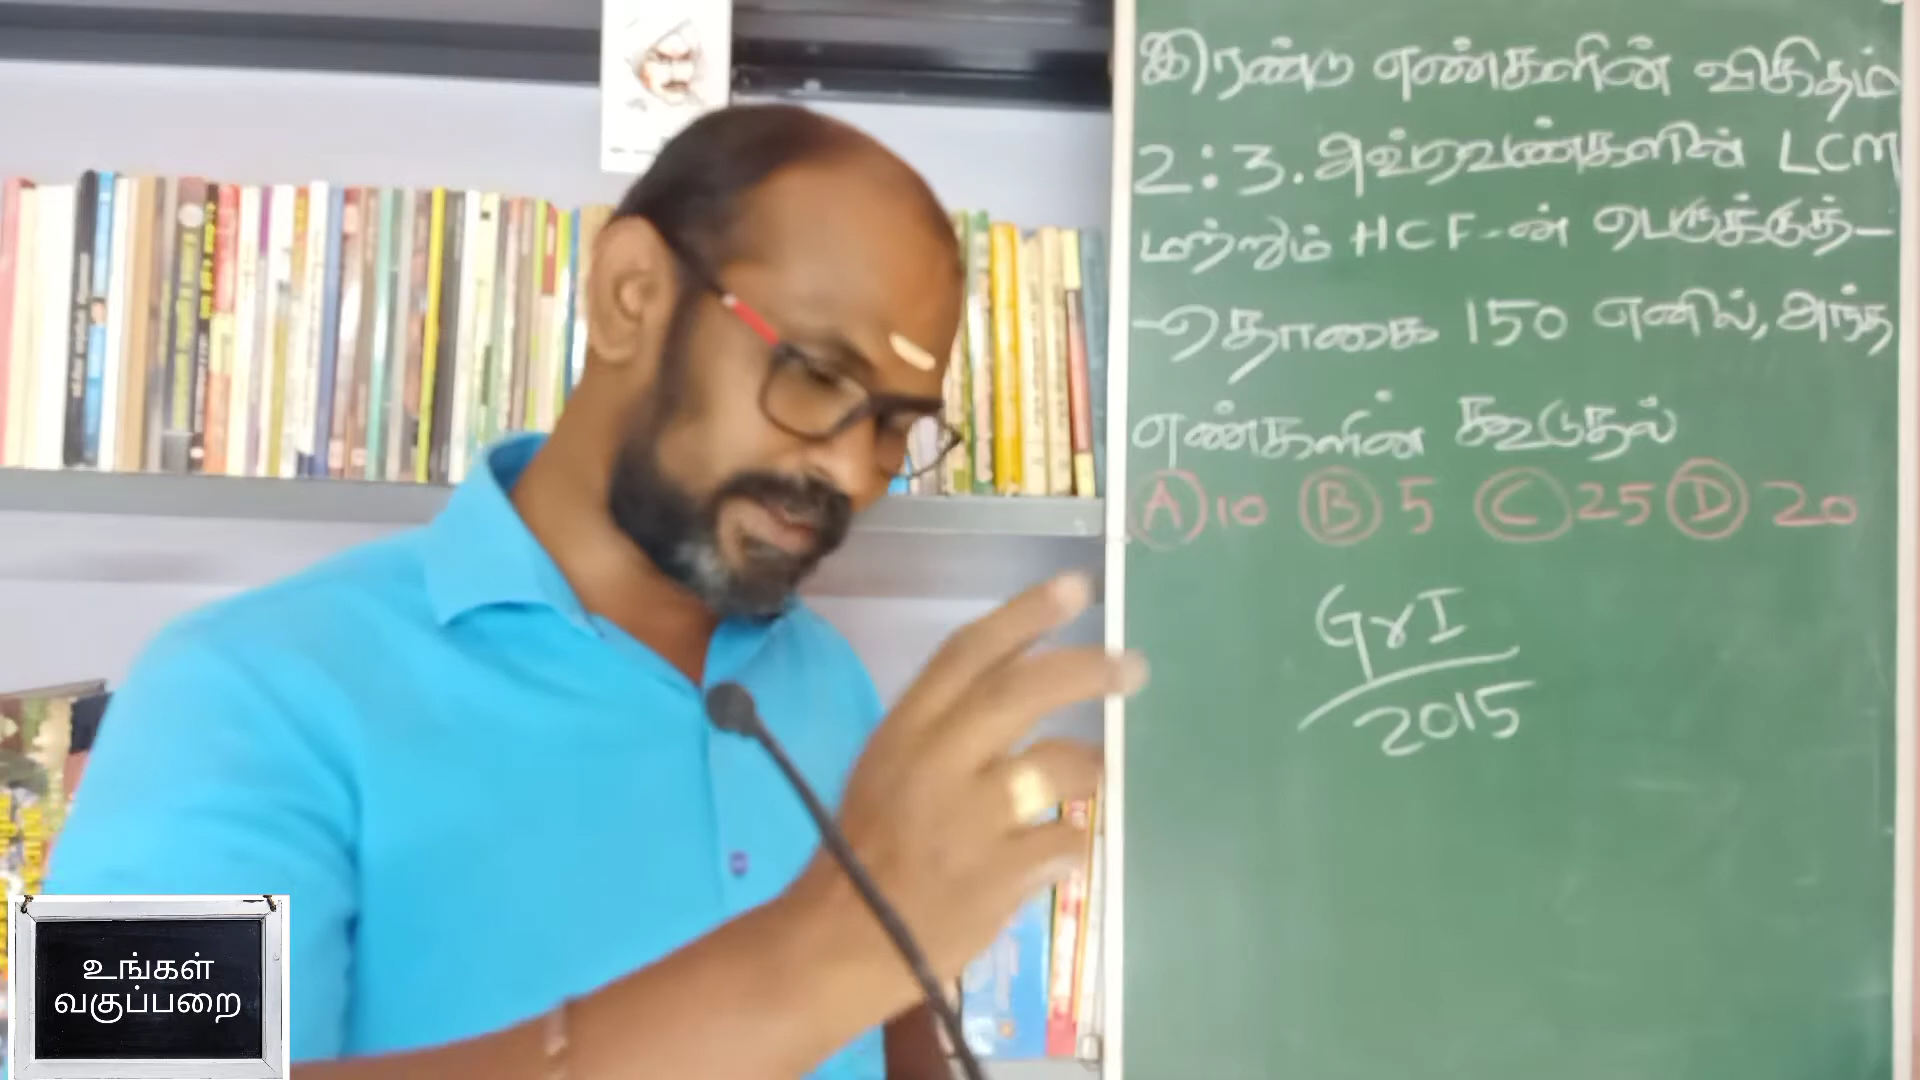 இரண்டு எண்களின் விகிதம்
2:3. அவ்வெண்களின் LCM
மற்றும் HCF-ன் பெருக்குத்-
-தொகை 150 எனில், அந்த
எண்களின் கூடுதல்
A 10 B 5 C 25 D 20
GrI
2015
உங்கள்
வகுப்பறை